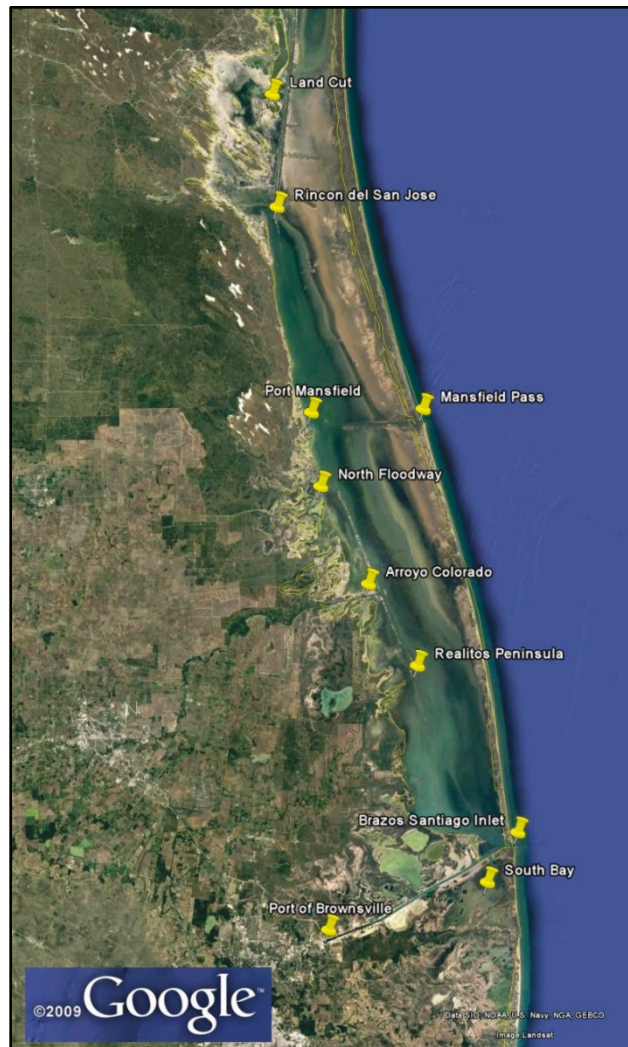 Land Cut
Rincon del San Jose
Port Mansfield
Mansfield Pass
North Floodway
Arroyo Colorado
Realitos Peninsula
Brazos Santiago Inlet
South Bay
Port of Brownsville
©2009 Google™
Data SIO, NOAA, U.S. Navy, NGA, GEBCO
Image Landsat